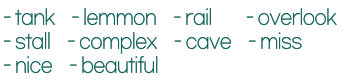 - tank - lemmon - rail - overlook
- stall - complex - cave - miss
- nice - beautiful